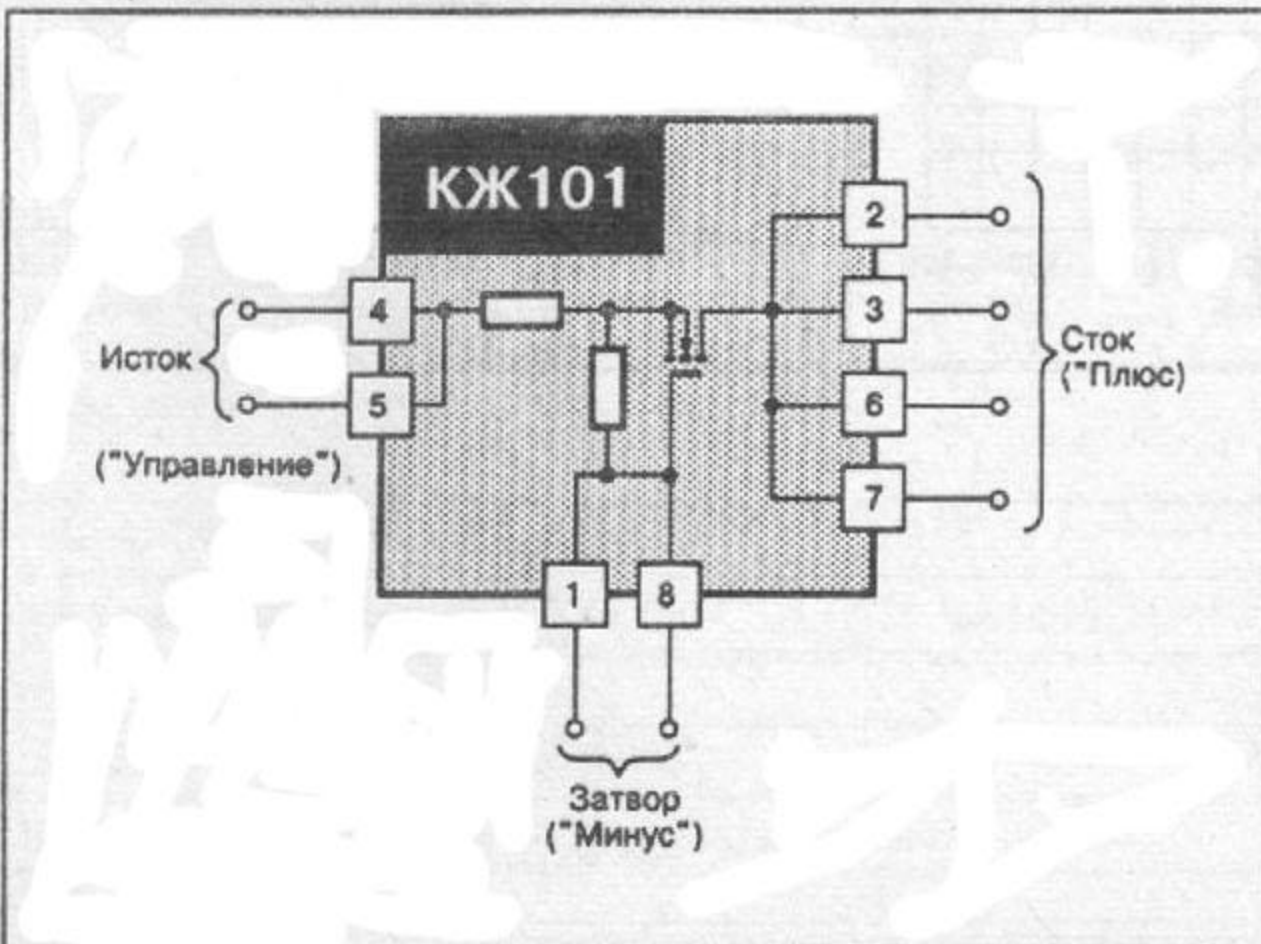 КЖ101
2
4
3
Исток
Сток
("Плюс)
5
6
("Управление")
7
1
8
Затвор
("Минус")